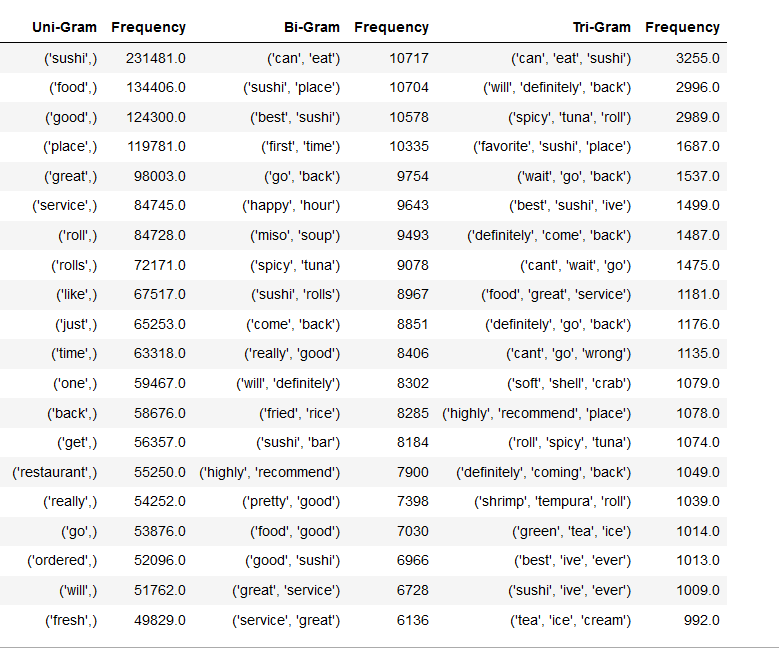 Uni-Gram Frequency Bi-Gram Frequency Tri-Gram Frequency
('sushi',) 231481.0 ('can', 'eat') 10717 ('can', 'eat', 'sushi') 3255.0
('food',) 134406.0 ('sushi', 'place') 10704 ('will', 'definitely', 'back') 2996.0
('good',) 124300.0 ('best', 'sushi') 10578 ('spicy', 'tuna', 'roll') 2989.0
('place',) 119781.0 ('first', 'time') 10335 ('favorite', 'sushi', 'place') 1687.0
('great',) 98003.0 ('go', 'back') 9754 ('wait', 'go', 'back') 1537.0
('service',) 84745.0 ('happy', 'hour') 9643 ('best', 'sushi', 'ive') 1499.0
('roll',) 84728.0 ('miso', 'soup') 9493 ('definitely', 'come', 'back') 1487.0
('rolls',) 72171.0 ('spicy', 'tuna') 9078 ('cant', 'wait', 'go') 1475.0
('like',) 67517.0 ('sushi', 'rolls') 8967 ('food', 'great', 'service') 1181.0
('just',) 65253.0 ('come', 'back') 8851 ('definitely', 'go', 'back') 1176.0
('time',) 63318.0 ('really', 'good') 8406 ('cant', 'go', 'wrong') 1135.0
('one',) 59467.0 ('will', 'definitely') 8302 ('soft', 'shell', 'crab') 1079.0
('back',) 58676.0 ('fried', 'rice') 8285 ('highly', 'recommend', 'place') 1078.0
('get',) 56357.0 ('sushi', 'bar') 8184 ('roll', 'spicy', 'tuna') 1074.0
('restaurant',) 55250.0 ('highly', 'recommend') 7900 ('definitely', 'coming', 'back') 1049.0
('really',) 54252.0 ('pretty', 'good') 7398 ('shrimp', 'tempura', 'roll') 1039.0
('go',) 53876.0 ('food', 'good') 7030 ('green', 'tea', 'ice') 1014.0
('ordered',) 52096.0 ('good', 'sushi') 6966 ('best', 'ive', 'ever') 1013.0
('will',) 51762.0 ('great', 'service') 6728 ('sushi', 'ive', 'ever') 1009.0
('fresh',) 49829.0 ('service', 'great') 6136 ('tea', 'ice', 'cream') 992.0